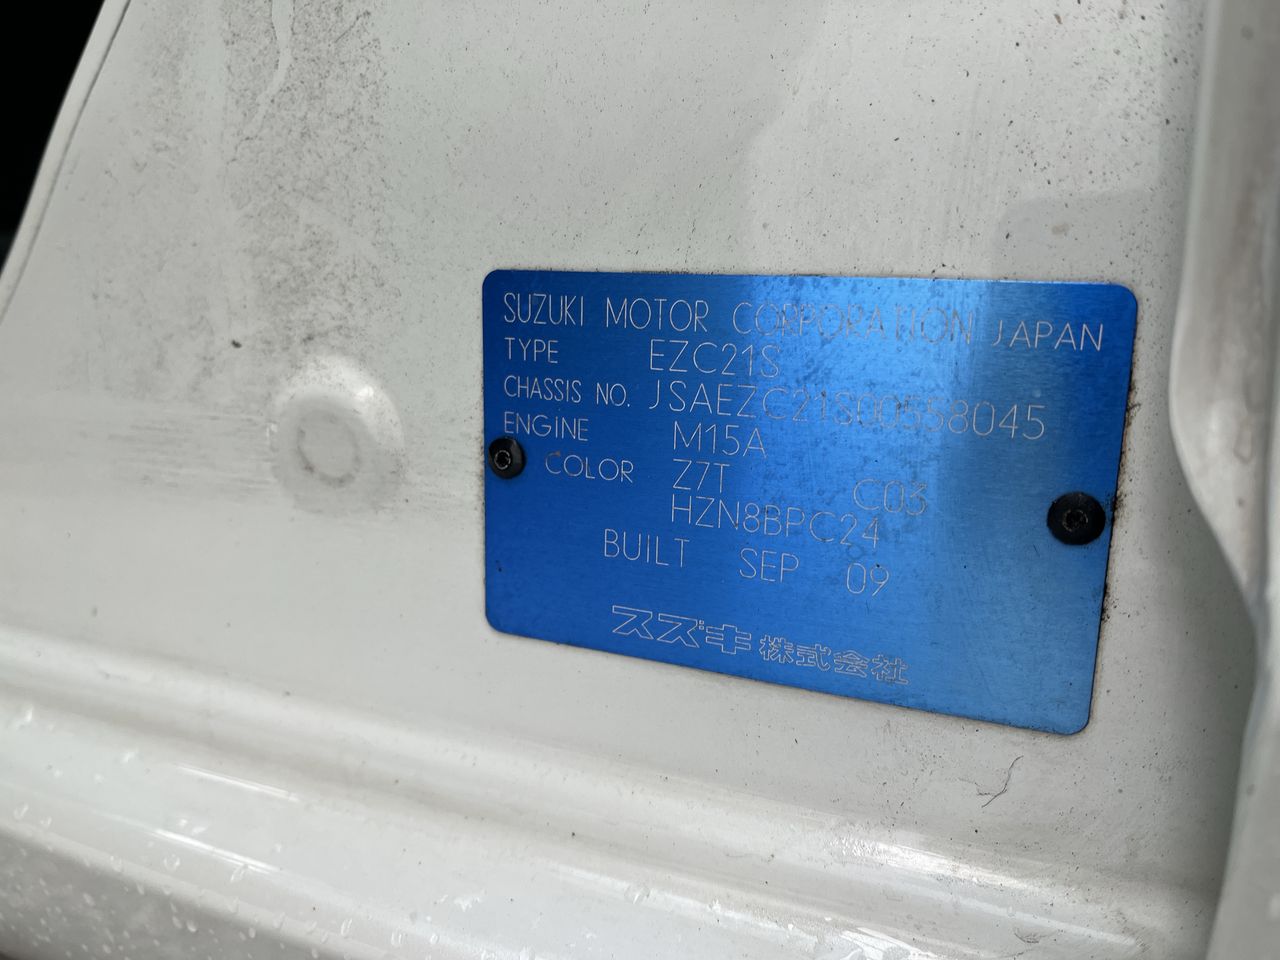 SUZUKI MOTOR CORPORATION JAPAN
TYPE EZC21S
CHASSIS NO. JSAEZC21S00558045
ENGINE M15A
COLOR Z7T C03
HZN8BPC24
BUILT SEP 09
スズキ株式会社